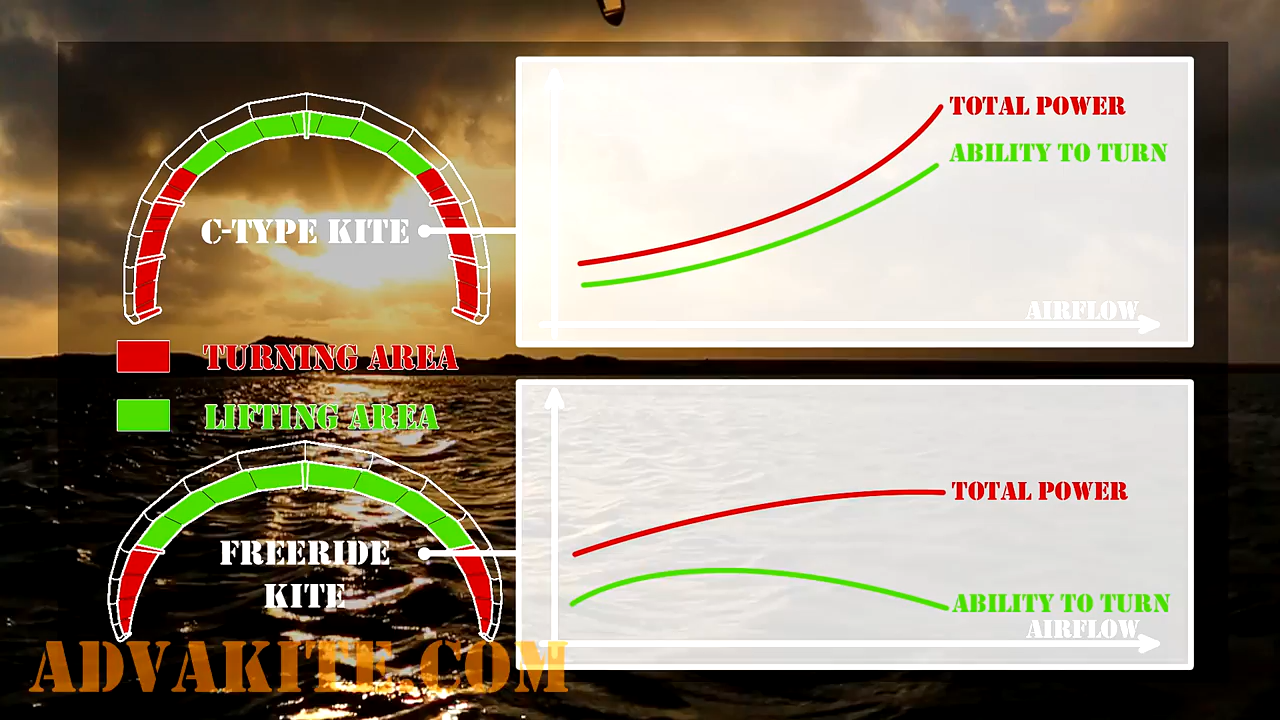 TOTAL POWER
ABILITY TO TURN
C-TYPE KITE
AIRFLOW
TURNING AREA
LIFTING AREA
TOTAL POWER
FREERIDE
KITE
ABILITY TO TURN
AIRFLOW
ADVAKITE.COM